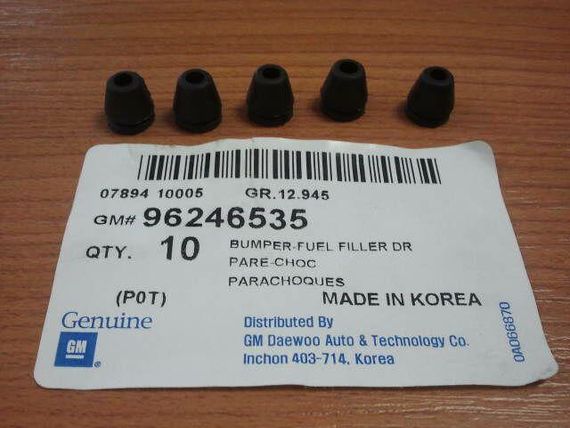 07894 10005 GR.12.945
GM# 96246535
QTY. 10
BUMPER-FUEL FILLER DR
PARE-CHOC
PARACHOQUES
(P0T)
MADE IN KOREA
Genuine
GM
®
Distributed By
GM Daewoo Auto & Technology Co.
Inchon 403-714, Korea
0A066870